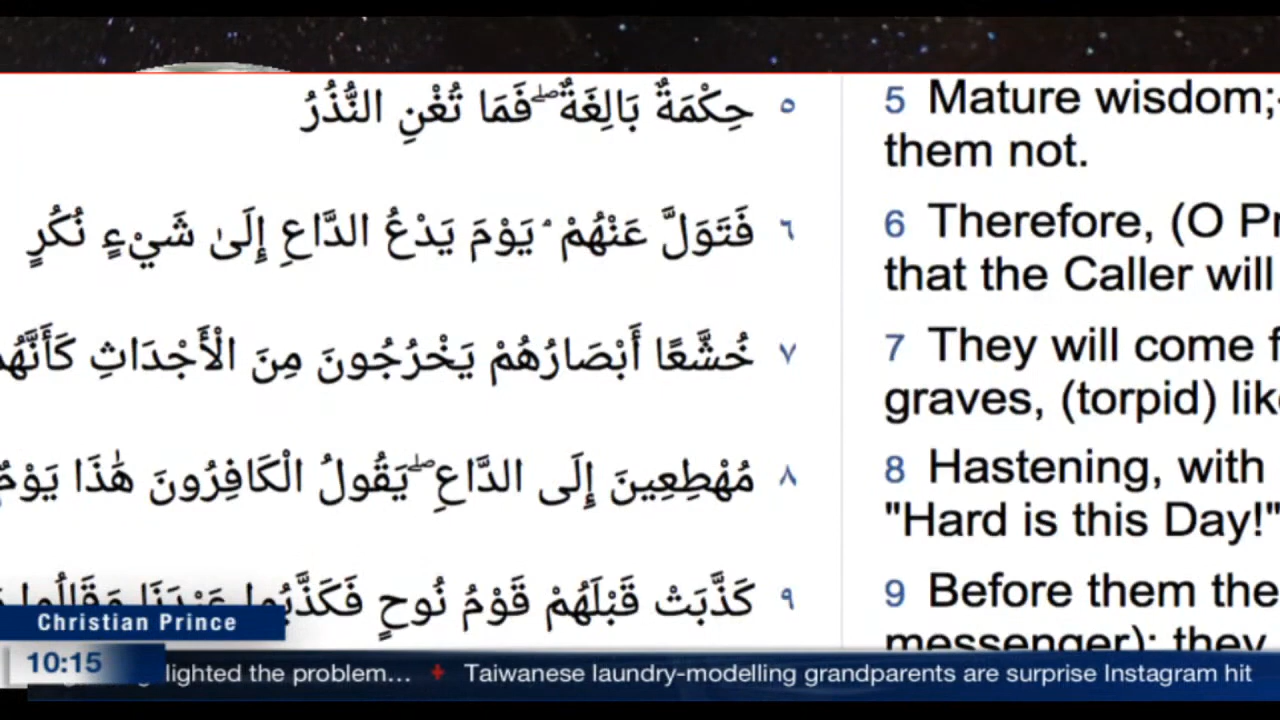 حِكْمَةٌ بَالِغَةٌ ۖ فَمَا تُغْنِ النُّذُرُ ٥
5 Mature wisdom;-
them not.
فَتَوَلَّ عَنْهُمْ ۘ يَوْمَ يَدْعُ الدَّاعِ إِلَىٰ شَيْءٍ نُكُرٍ ٦
6 Therefore, (O
that the Caller will
خُشَّعًا أَبْصَارُهُمْ يَخْرُجُونَ مِنَ الْأَجْدَاثِ ٧
7 They will come
graves, (torpid)
مُهْطِعِينَ إِلَى الدَّاعِ ۖ يَقُولُ الْكَافِرُونَ هَٰذَا ٨
8 Hastening, with
"Hard is this Day!"
كَذَّبَتْ قَبْلَهُمْ قَوْمُ نُوحٍ ٩
9 Before them the
messenger); they
Christian Prince
10:15
lighted the problem... + Taiwanese laundry-modelling grandparents are surprise Instagram hit